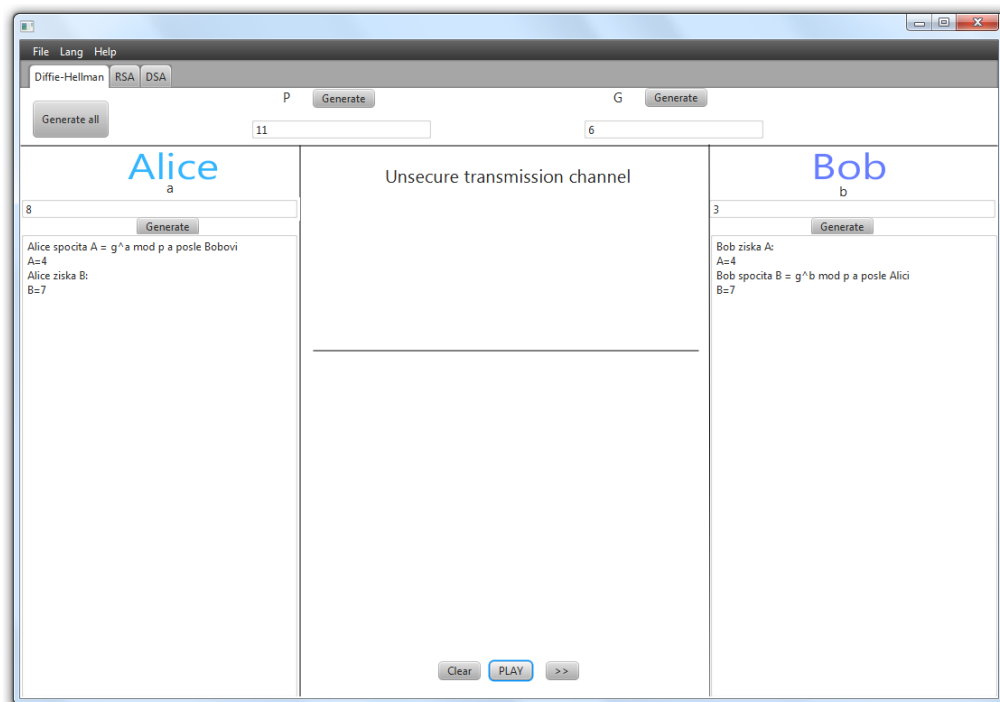 File Lang Help
Diffie-Hellman RSA DSA
Generate all
P Generate
11
G Generate
6
Alice
a
8
Generate
Alice spocita A = g^a mod p a posle Bobovi
A=4
Alice ziska B:
B=7
Unsecure transmission channel
Clear PLAY >>
Bob
b
3
Generate
Bob ziska A:
A=4
Bob spocita B = g^b mod p a posle Alici
B=7